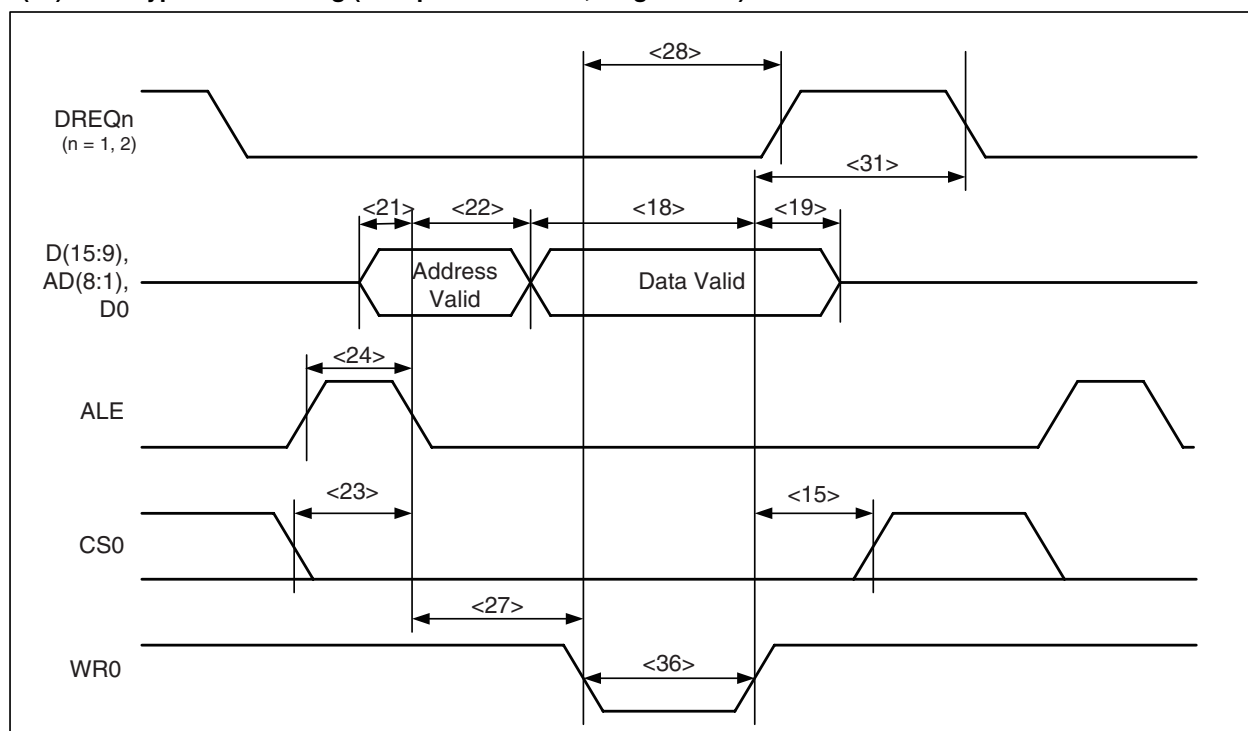 <28>
DREQn
(n = 1, 2)
<31>
<21>
<22>
<18>
<19>
D(15:9),
AD(8:1),
D0
Address
Valid
Data Valid
<24>
ALE
<23>
<15>
CS0
<27>
WR0
<36>